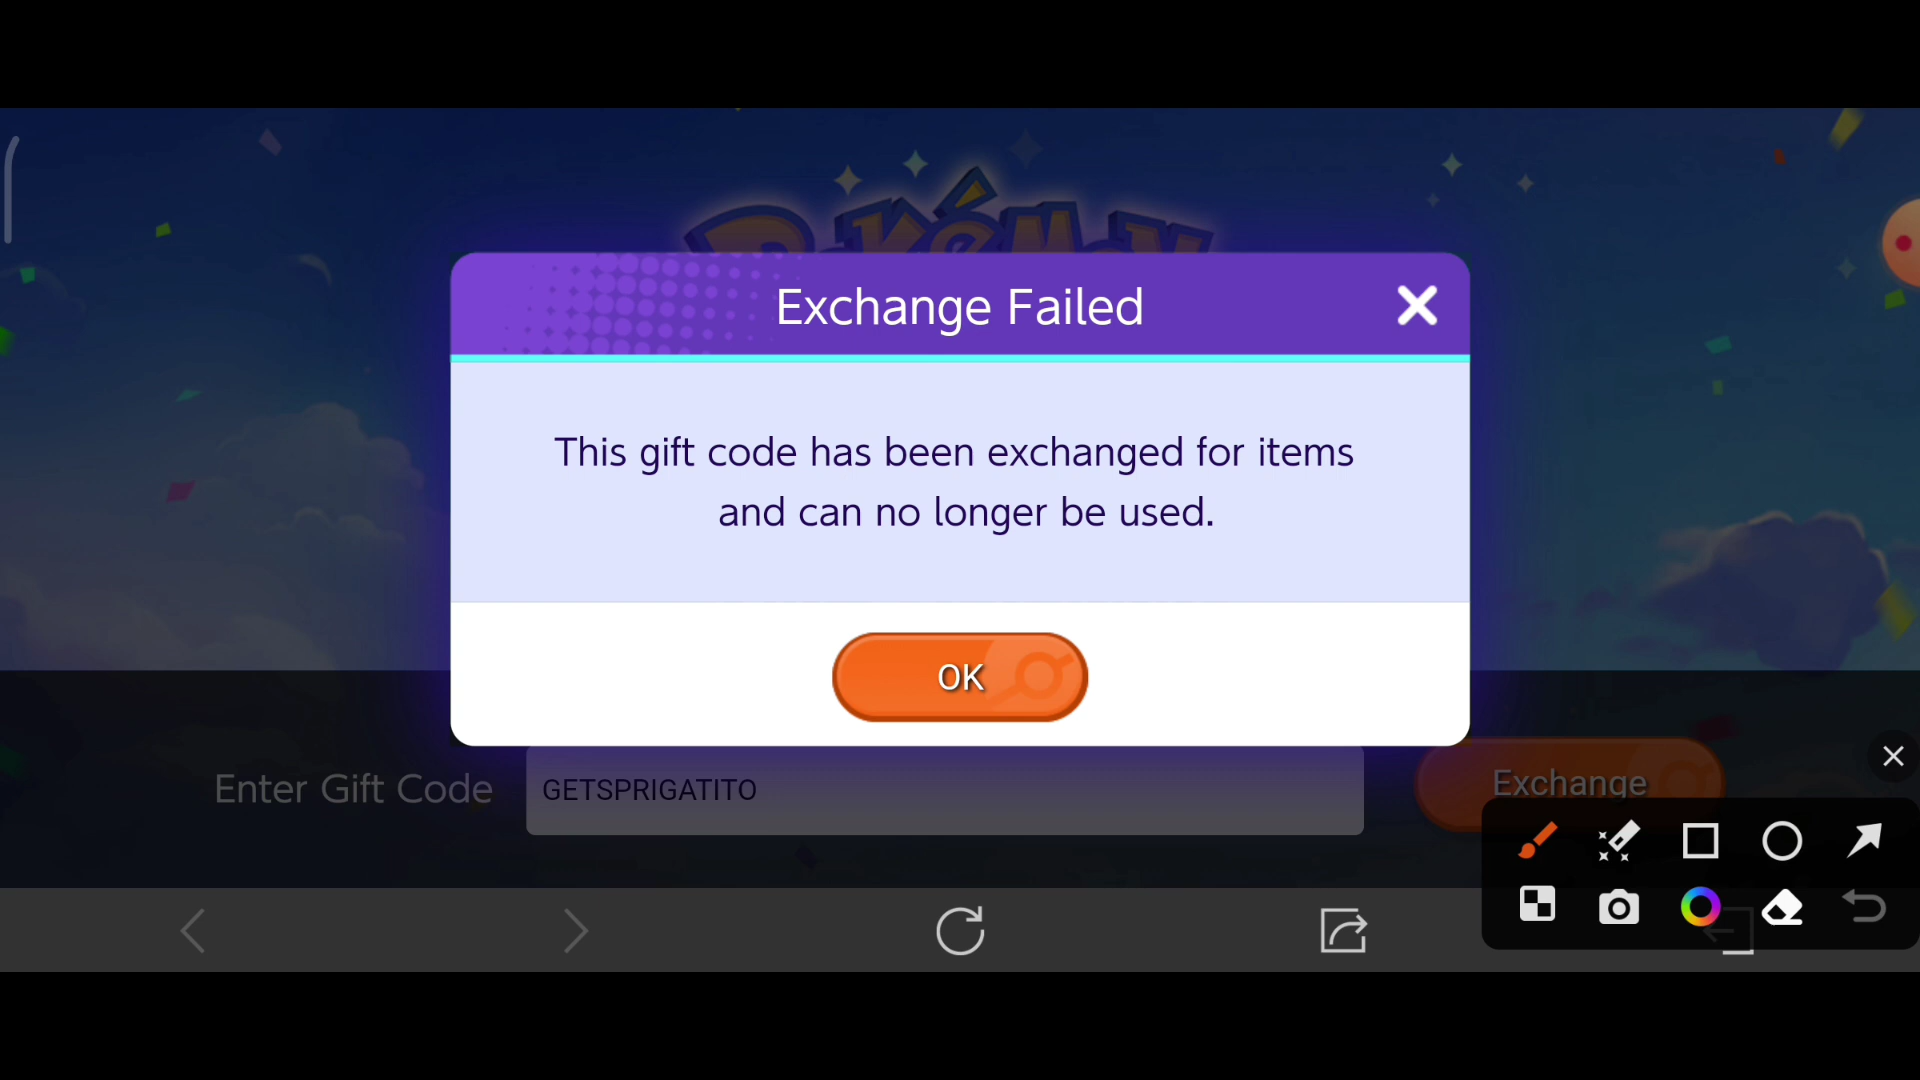 Pokémon
Exchange Failed
This gift code has been exchanged for items
and can no longer be used.
OK
Enter Gift Code
GETSPRIGATITO
Exchange